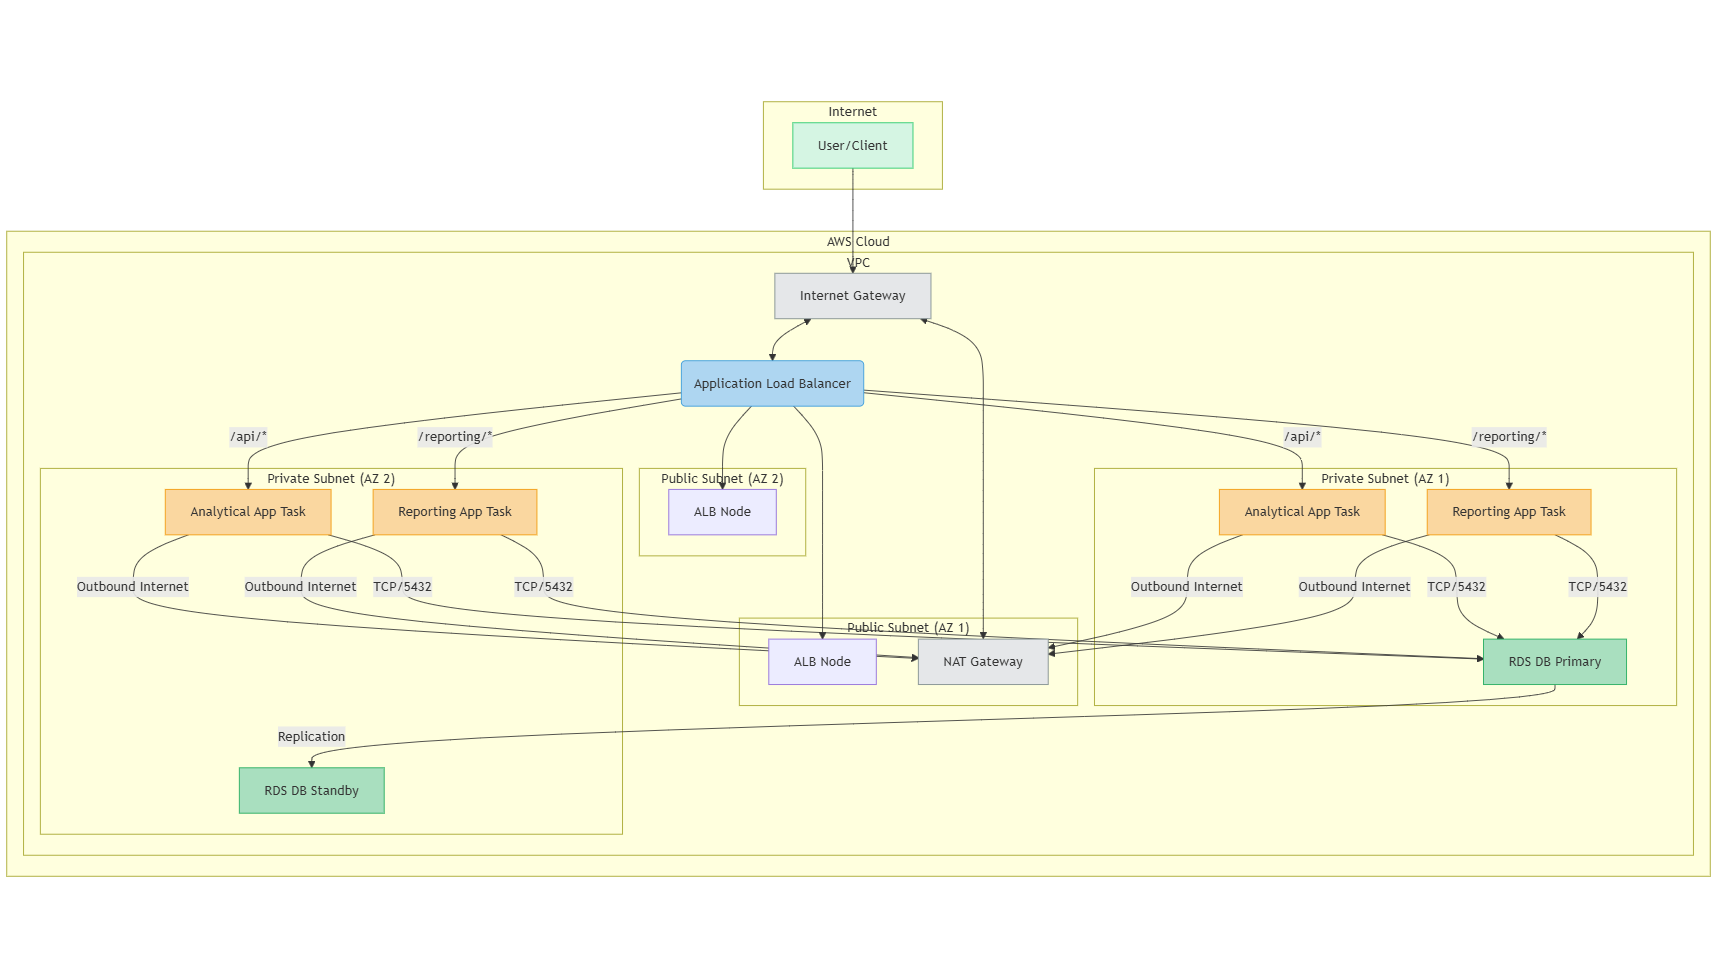 Internet
User/Client
AWS Cloud
VPC
Internet Gateway
Application Load Balancer
/api/*
/reporting/*
/api/*
/reporting/*
Private Subnet (AZ 2)
Public Subnet (AZ 2)
Private Subnet (AZ 1)
Analytical App Task
Reporting App Task
ALB Node
Analytical App Task
Reporting App Task
Outbound Internet
Outbound Internet
TCP/5432
TCP/5432
Outbound Internet
Outbound Internet
TCP/5432
TCP/5432
Public Subnet (AZ 1)
ALB Node
NAT Gateway
RDS DB Primary
Replication
RDS DB Standby